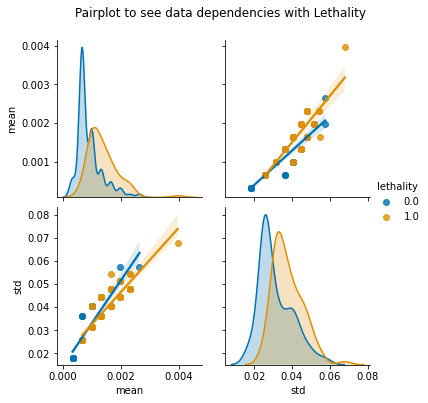 Pairplot to see data dependencies with Lethality
0.004
0.003
0.002
0.001
mean
lethality
0.0
1.0
0.08
0.07
0.06
0.05
0.04
0.03
0.02
std
0.000 0.002 0.004
mean
0.02 0.04 0.06 0.08
std